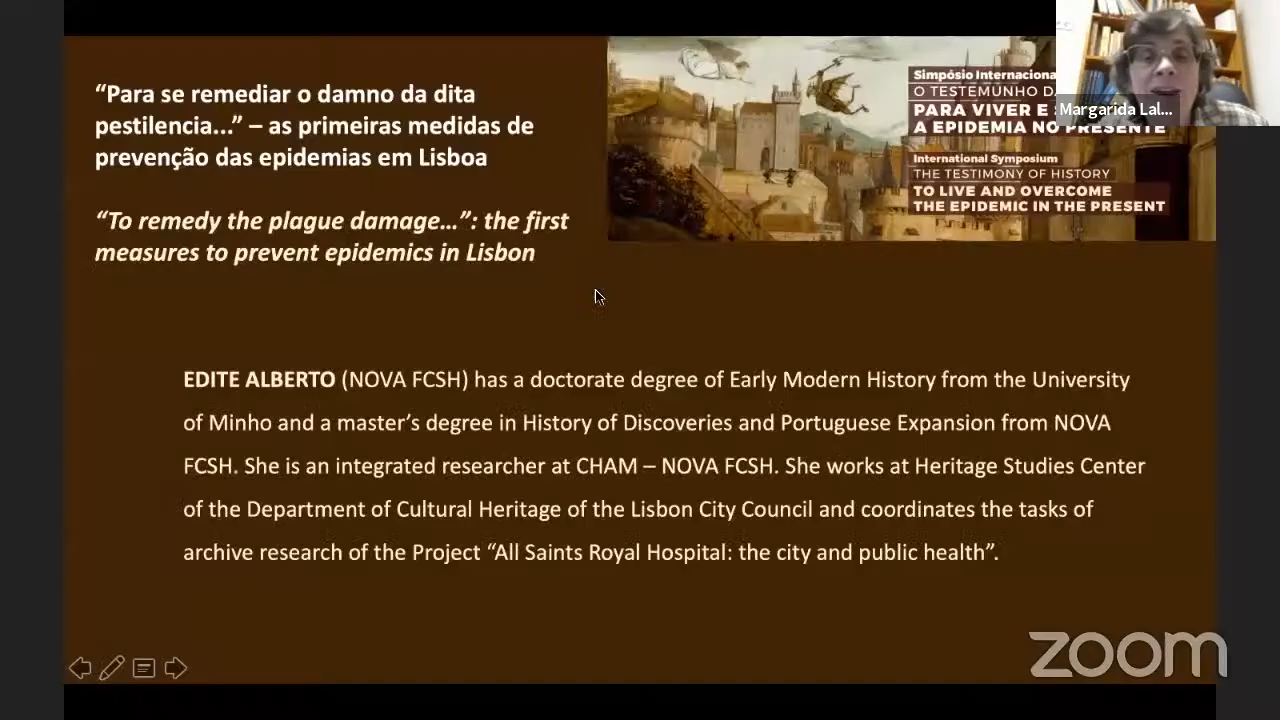 “Para se remediar o damno da dita
pestilencia...” – as primeiras medidas de
prevenção das epidemias em Lisboa
“To remedy the plague damage…”: the first
measures to prevent epidemics in Lisbon
Simpósio Internaciona
O TESTEMUNHO D
PARA VIVER E
A EPIDEMIA NO PRESENTE
International Symposium
THE TESTIMONY OF HISTORY
TO LIVE AND OVERCOME
THE EPIDEMIC IN THE PRESENT
Margarida Lal...
EDITE ALBERTO (NOVA FCSH) has a doctorate degree of Early Modern History from the University
of Minho and a master’s degree in History of Discoveries and Portuguese Expansion from NOVA
FCSH. She is an integrated researcher at CHAM – NOVA FCSH. She works at Heritage Studies Center
of the Department of Cultural Heritage of the Lisbon City Council and coordinates the tasks of
archive research of the Project “All Saints Royal Hospital: the city and public health”.
zoom